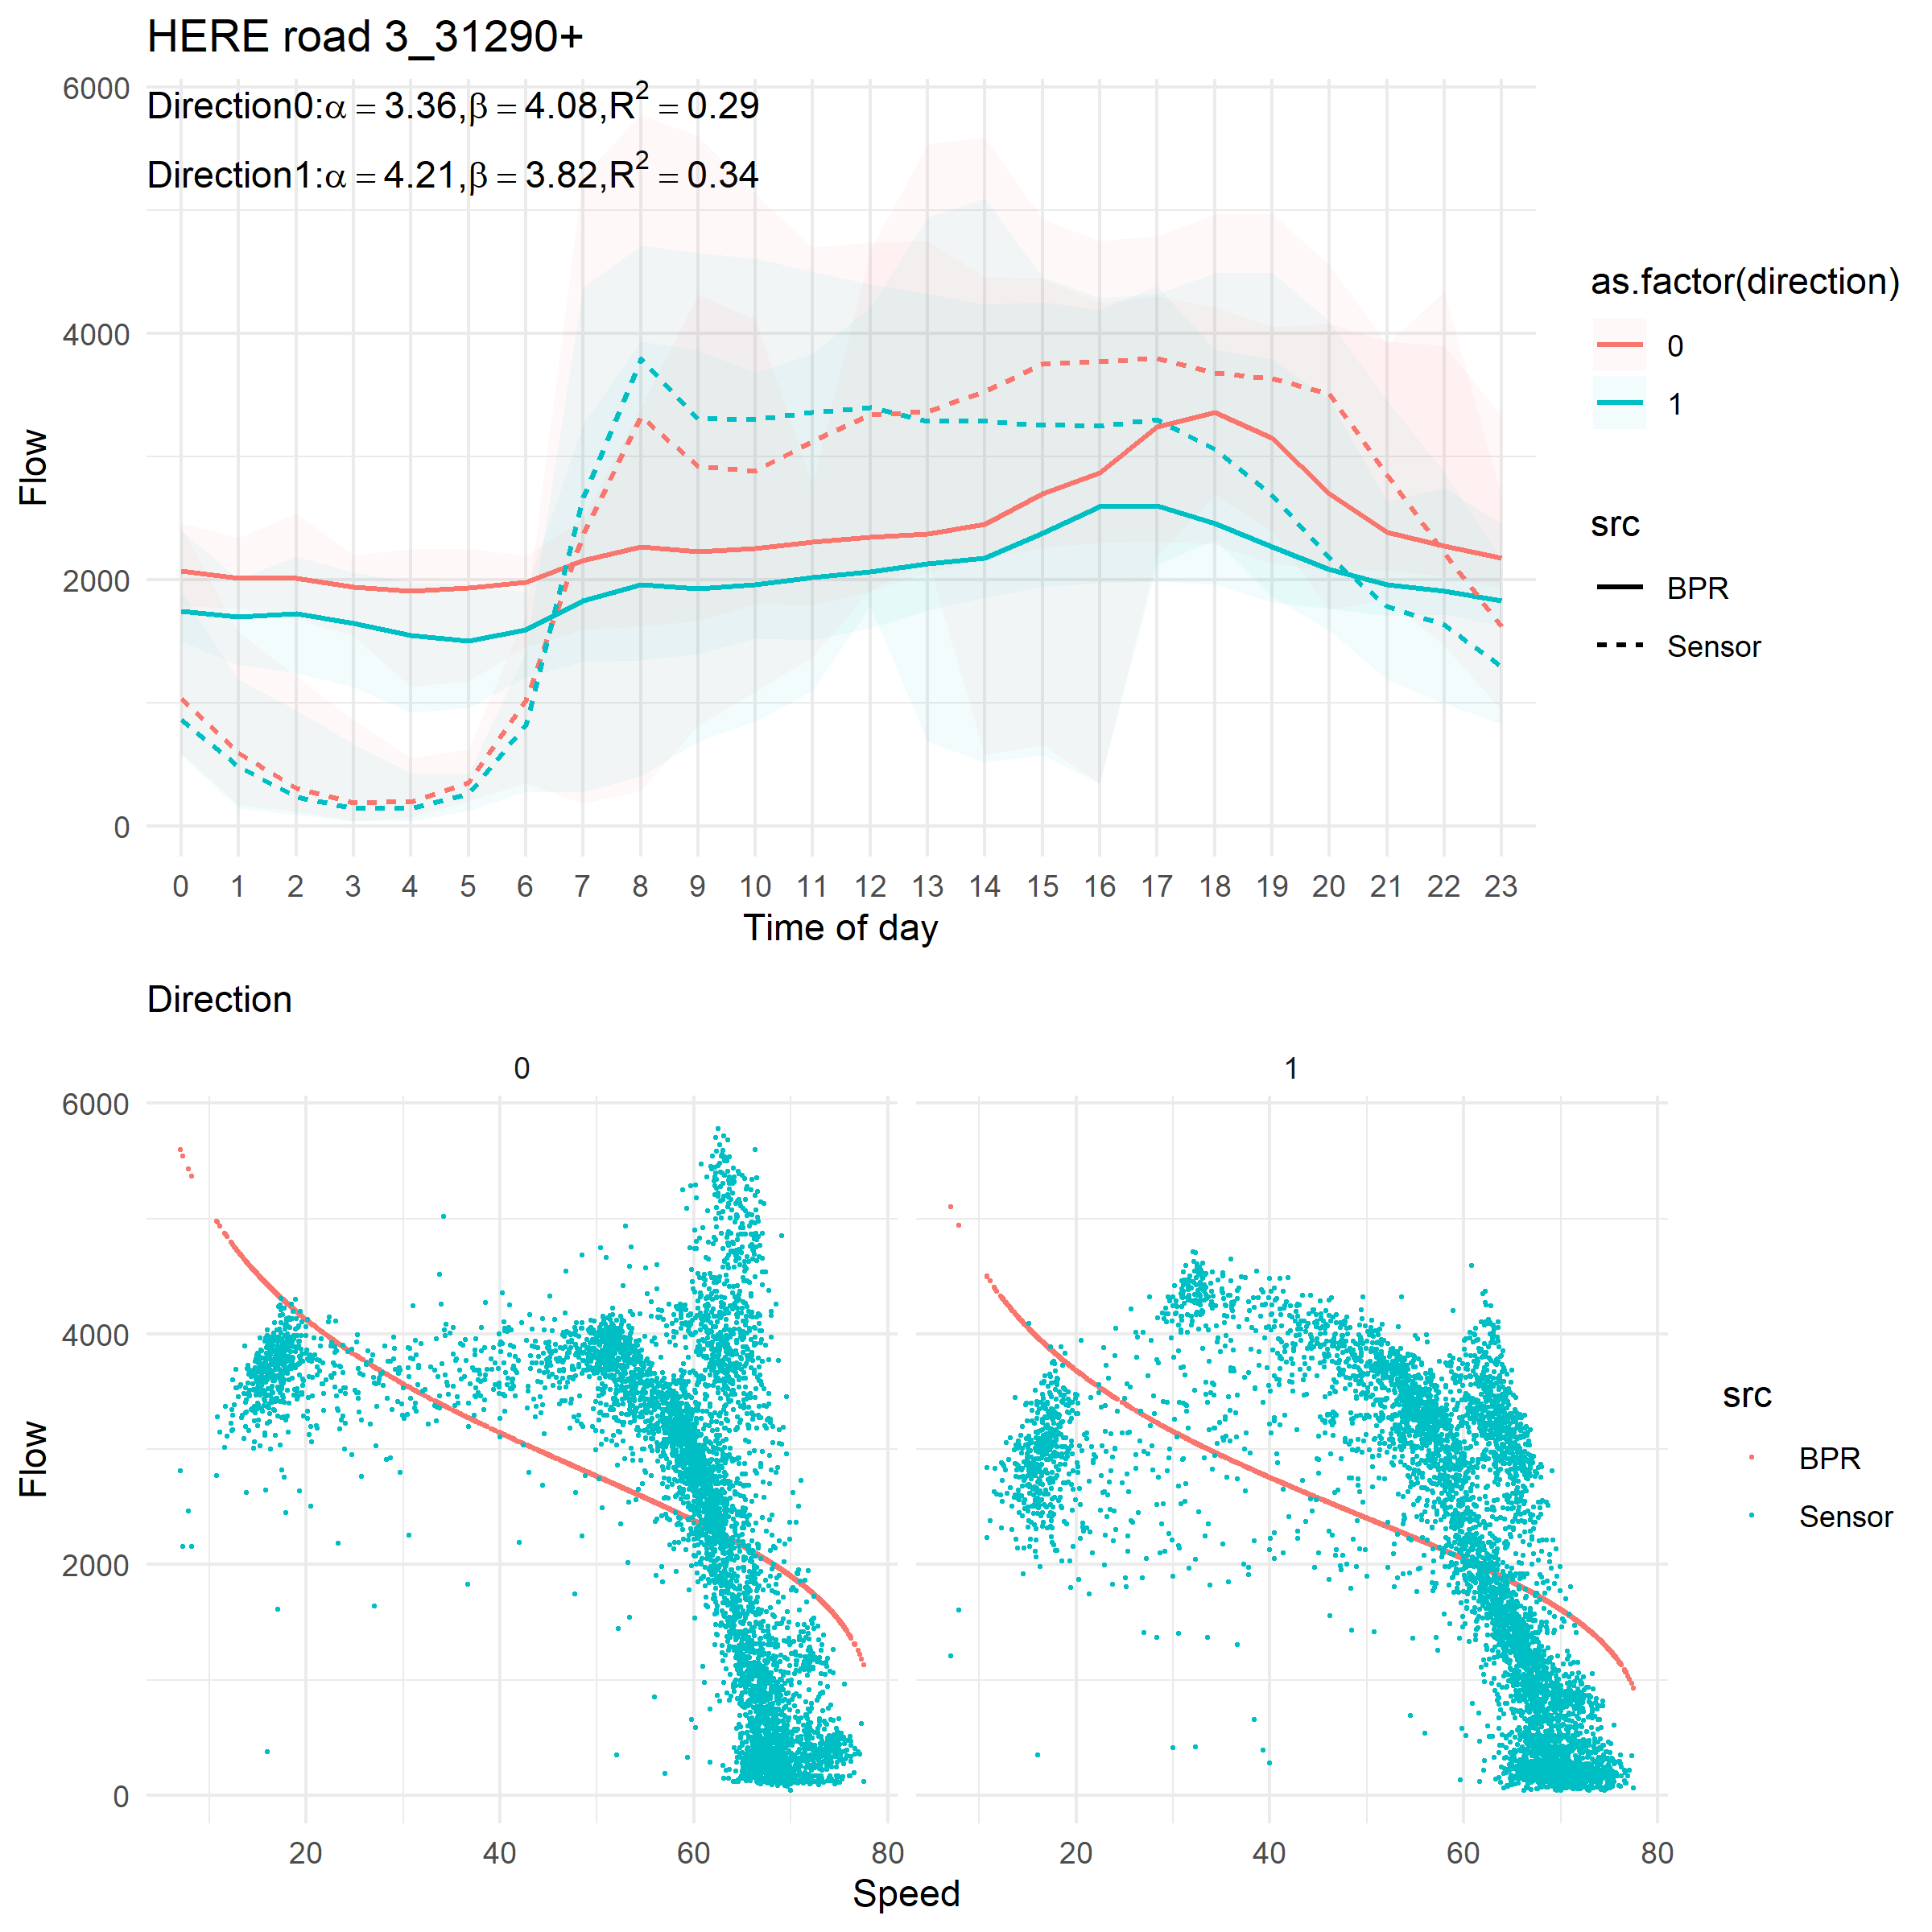 HERE road 3_31290+
Direction0:α = 3.36,β = 4.08,R² = 0.29
Direction1:α = 4.21,β = 3.82,R² = 0.34
6000
4000
2000
0
Flow
0 1 2 3 4 5 6 7 8 9 10 11 12 13 14 15 16 17 18 19 20 21 22 23
Time of day
as.factor(direction)
0
1
src
BPR
Sensor
Direction
0 1
6000
4000
2000
0
Flow
20 40 60 80 20 40 60 80
Speed
src
BPR
Sensor